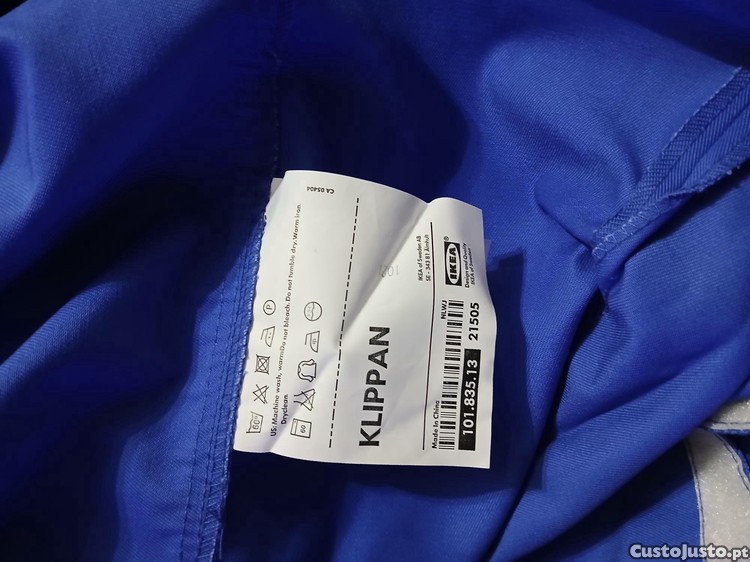 CA 05404
US: Machine wash, warm.Do not bleach. Do not tumble dry.Warm iron.
Dryclean.
60°
P
60
KLIPPAN
IKEA of Sweden AB
SE - 343 81 Älmhult
IKEA®
Design and Quality
IKEA of Sweden
NLWJ
21505
Made in China
101.835.13
CustoJusto.pt